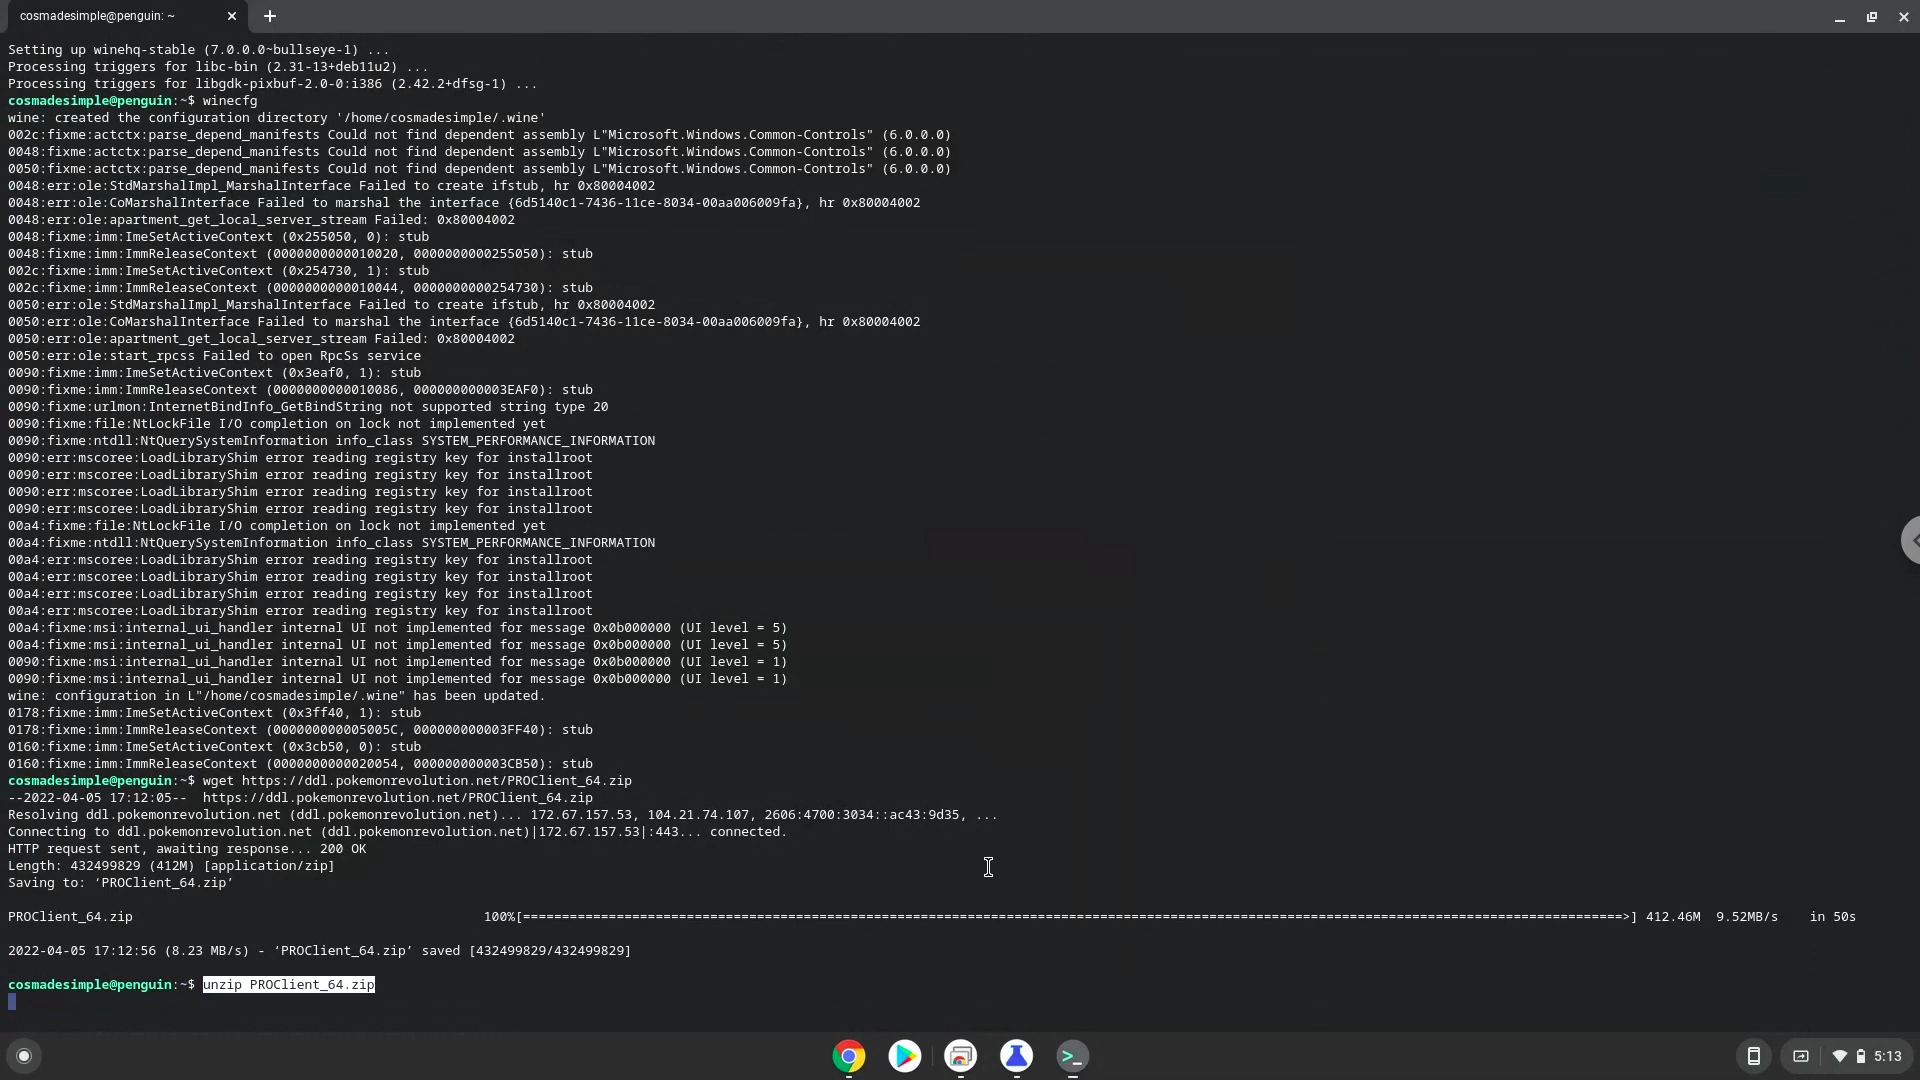 cosmadesimple@penguin: ~
Setting up winehq-stable (7.0.0.0~bullseye-1) ...
Processing triggers for libc-bin (2.31-13+deb11u2) ...
Processing triggers for libgdk-pixbuf-2.0-0:i386 (2.42.2+dfsg-1) ...
cosmadesimple@penguin:~$ winecfg
wine: created the configuration directory '/home/cosmadesimple/.wine'
002c:fixme:actctx:parse_depend_manifests Could not find dependent assembly L"Microsoft.Windows.Common-Controls" (6.0.0.0)
0048:fixme:actctx:parse_depend_manifests Could not find dependent assembly L"Microsoft.Windows.Common-Controls" (6.0.0.0)
0050:fixme:actctx:parse_depend_manifests Could not find dependent assembly L"Microsoft.Windows.Common-Controls" (6.0.0.0)
0048:err:ole:StdMarshalImpl_MarshalInterface Failed to create ifstub, hr 0x80004002
0048:err:ole:CoMarshalInterface Failed to marshal the interface {6d5140c1-7436-11ce-8034-00aa006009fa}, hr 0x80004002
0048:err:ole:apartment_get_local_server_stream Failed: 0x80004002
0048:fixme:imm:ImeSetActiveContext (0x255050, 0): stub
0048:fixme:imm:ImmReleaseContext (0000000000010020, 0000000000255050): stub
002c:fixme:imm:ImeSetActiveContext (0x254730, 1): stub
002c:fixme:imm:ImmReleaseContext (0000000000010044, 0000000000254730): stub
0050:err:ole:StdMarshalImpl_MarshalInterface Failed to create ifstub, hr 0x80004002
0050:err:ole:CoMarshalInterface Failed to marshal the interface {6d5140c1-7436-11ce-8034-00aa006009fa}, hr 0x80004002
0050:err:ole:apartment_get_local_server_stream Failed: 0x80004002
0050:err:ole:start_rpcss Failed to open RpcSs service
0090:fixme:imm:ImeSetActiveContext (0x3eaf0, 1): stub
0090:fixme:imm:ImmReleaseContext (0000000000010086, 000000000003EAF0): stub
0090:fixme:urlmon:InternetBindInfo_GetBindString not supported string type 20
0090:fixme:file:NtLockFile I/O completion on lock not implemented yet
0090:fixme:ntdll:NtQuerySystemInformation info_class SYSTEM_PERFORMANCE_INFORMATION
0090:err:mscoree:LoadLibraryShim error reading registry key for installroot
0090:err:mscoree:LoadLibraryShim error reading registry key for installroot
0090:err:mscoree:LoadLibraryShim error reading registry key for installroot
0090:err:mscoree:LoadLibraryShim error reading registry key for installroot
00a4:fixme:file:NtLockFile I/O completion on lock not implemented yet
00a4:fixme:ntdll:NtQuerySystemInformation info_class SYSTEM_PERFORMANCE_INFORMATION
00a4:err:mscoree:LoadLibraryShim error reading registry key for installroot
00a4:err:mscoree:LoadLibraryShim error reading registry key for installroot
00a4:err:mscoree:LoadLibraryShim error reading registry key for installroot
00a4:err:mscoree:LoadLibraryShim error reading registry key for installroot
00a4:fixme:msi:internal_ui_handler internal UI not implemented for message 0x0b000000 (UI level = 5)
00a4:fixme:msi:internal_ui_handler internal UI not implemented for message 0x0b000000 (UI level = 5)
0090:fixme:msi:internal_ui_handler internal UI not implemented for message 0x0b000000 (UI level = 1)
0090:fixme:msi:internal_ui_handler internal UI not implemented for message 0x0b000000 (UI level = 1)
wine: configuration in L"/home/cosmadesimple/.wine" has been updated.
0178:fixme:imm:ImeSetActiveContext (0x3ff40, 1): stub
0178:fixme:imm:ImmReleaseContext (000000000005005C, 000000000003FF40): stub
0160:fixme:imm:ImeSetActiveContext (0x3cb50, 0): stub
0160:fixme:imm:ImmReleaseContext (0000000000020054, 000000000003CB50): stub
cosmadesimple@penguin:~$ wget https://ddl.pokemonrevolution.net/PROClient_64.zip
--2022-04-05 17:12:05--  https://ddl.pokemonrevolution.net/PROClient_64.zip
Resolving ddl.pokemonrevolution.net (ddl.pokemonrevolution.net)... 172.67.157.53, 104.21.74.107, 2606:4700:3034::ac43:9d35, ...
Connecting to ddl.pokemonrevolution.net (ddl.pokemonrevolution.net)|172.67.157.53|:443... connected.
HTTP request sent, awaiting response... 200 OK
Length: 432499829 (412M) [application/zip]
Saving to: ‘PROClient_64.zip’
PROClient_64.zip 100%[=============================================================================================================================================>] 412.46M 9.52MB/s in 50s
2022-04-05 17:12:56 (8.23 MB/s) - ‘PROClient_64.zip’ saved [432499829/432499829]
cosmadesimple@penguin:~$ unzip PROClient_64.zip
5:13